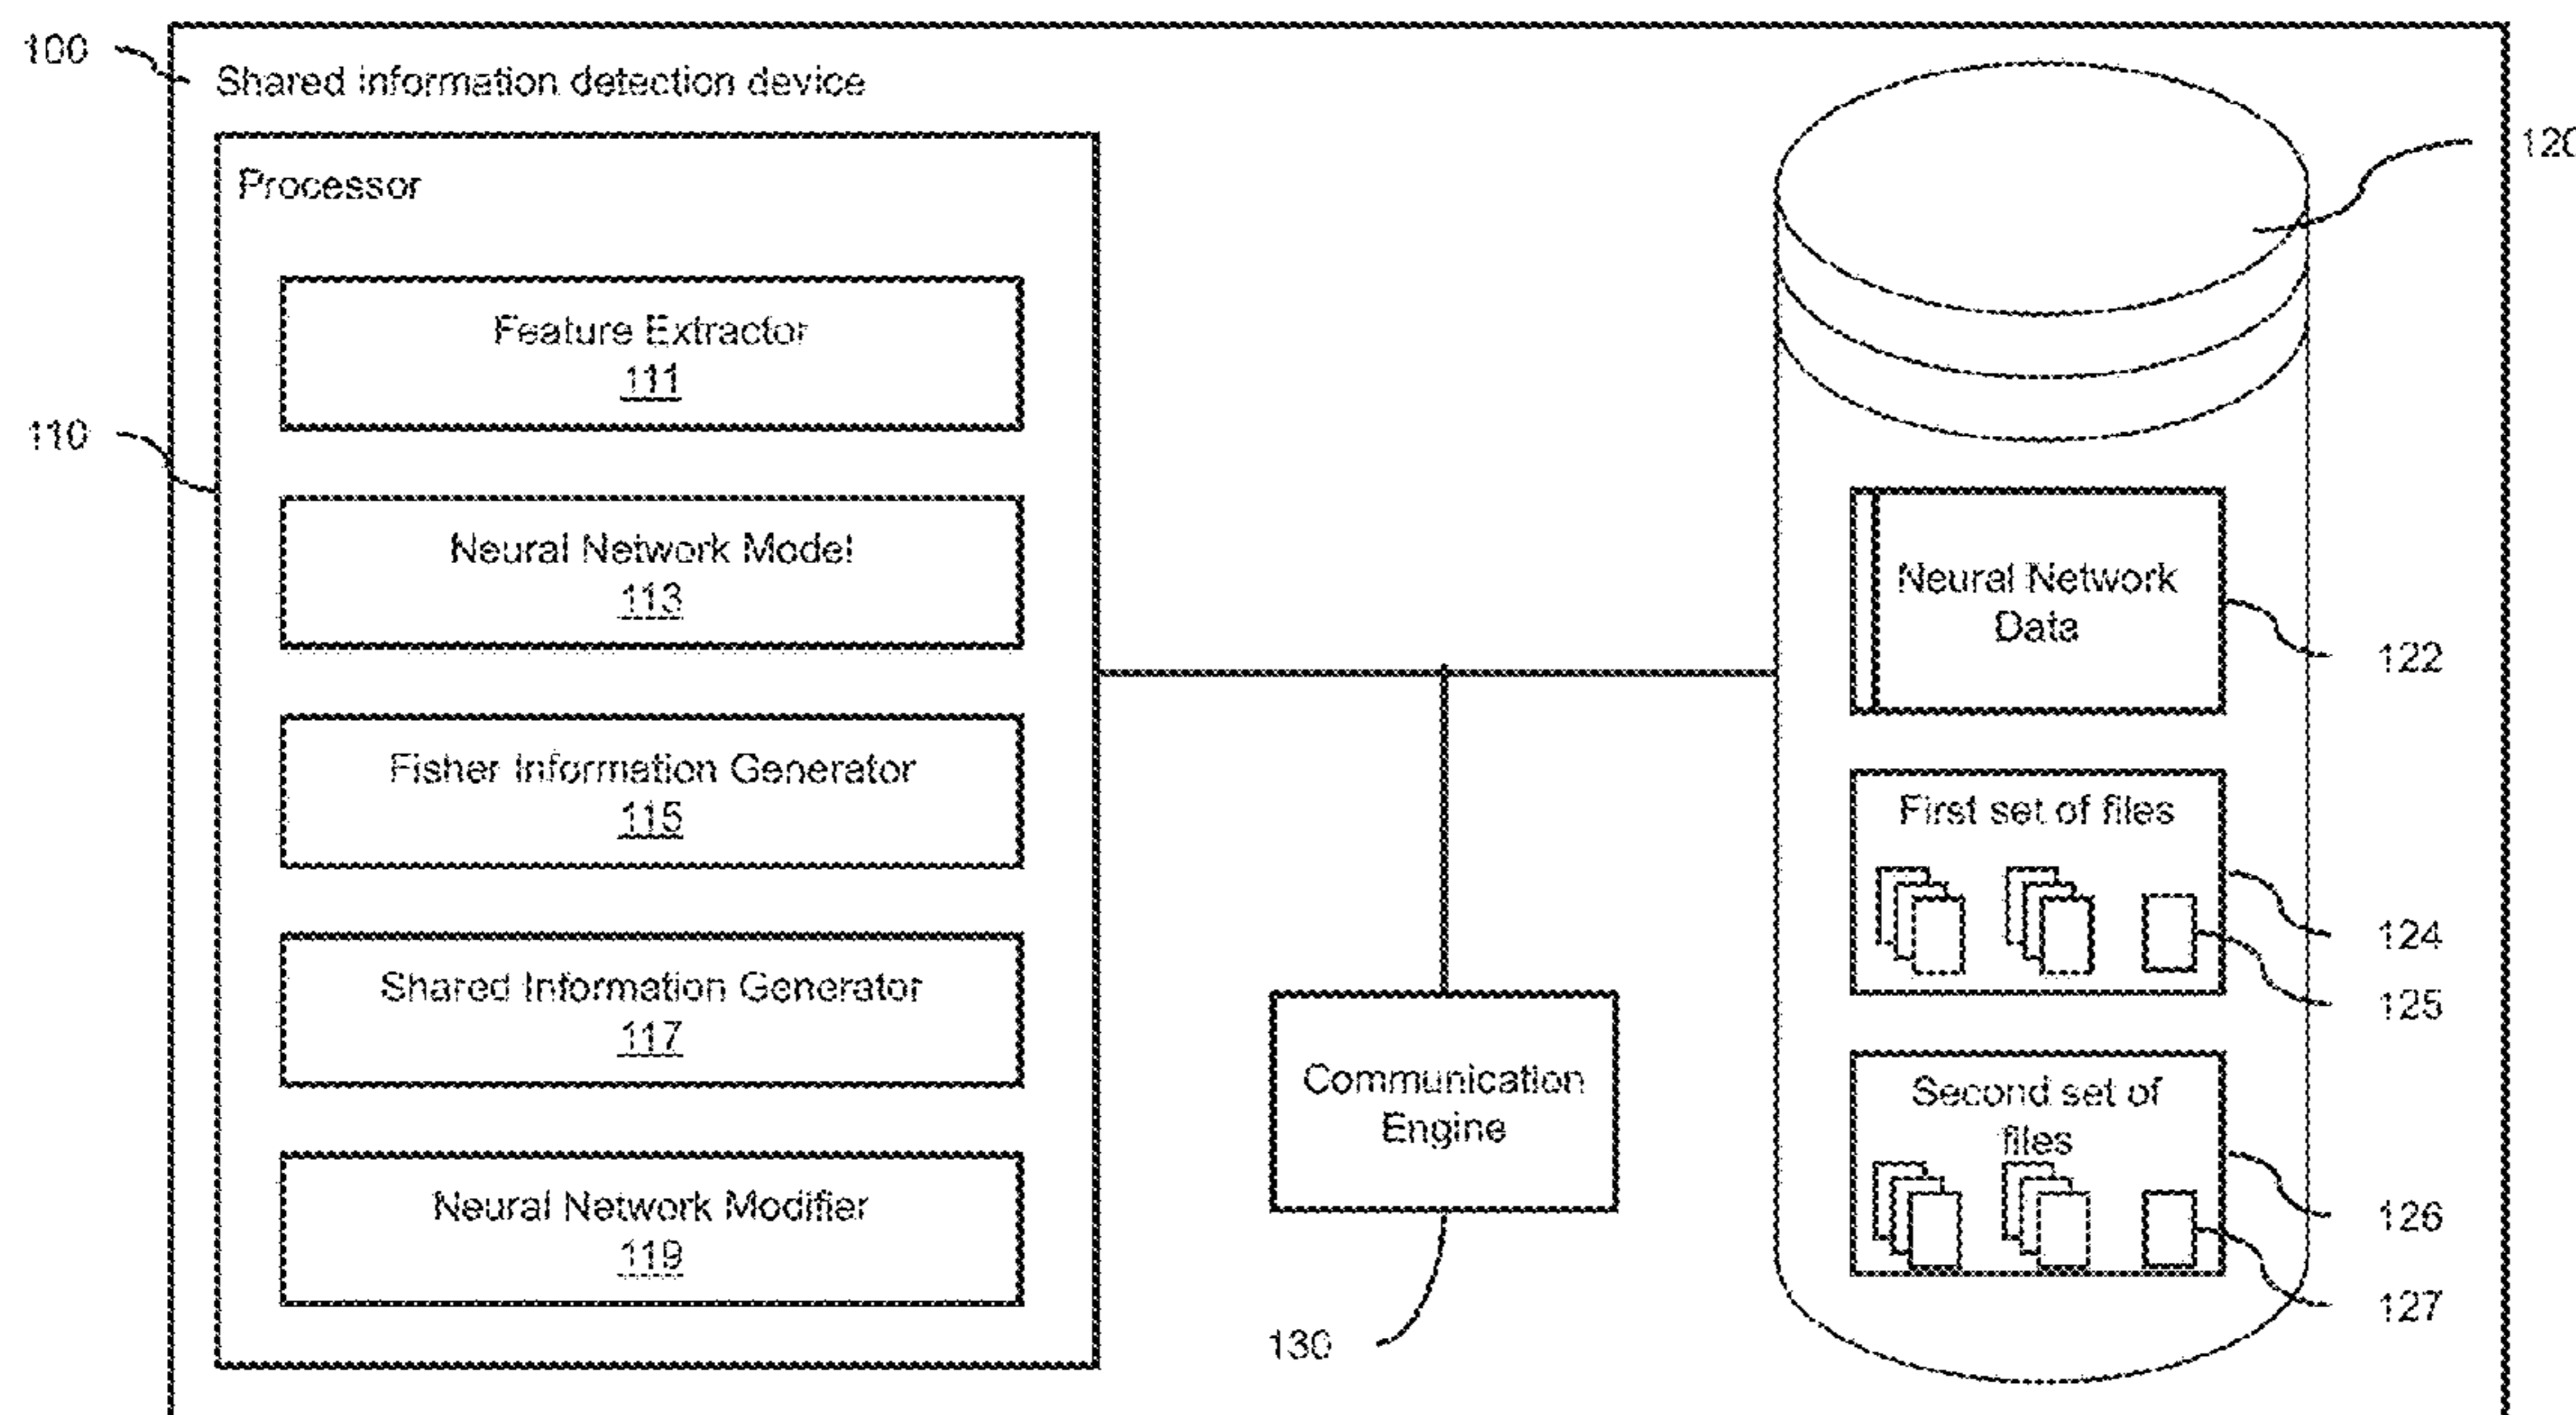 100
Shared information detection device
120
Processor
Feature Extractor
111
110
Neural Network Model
113
Neural Network
Data
122
Fisher Information Generator
115
First set of files
124
125
Shared Information Generator
117
Communication
Engine
130
Second set of
files
126
127
Neural Network Modifier
119